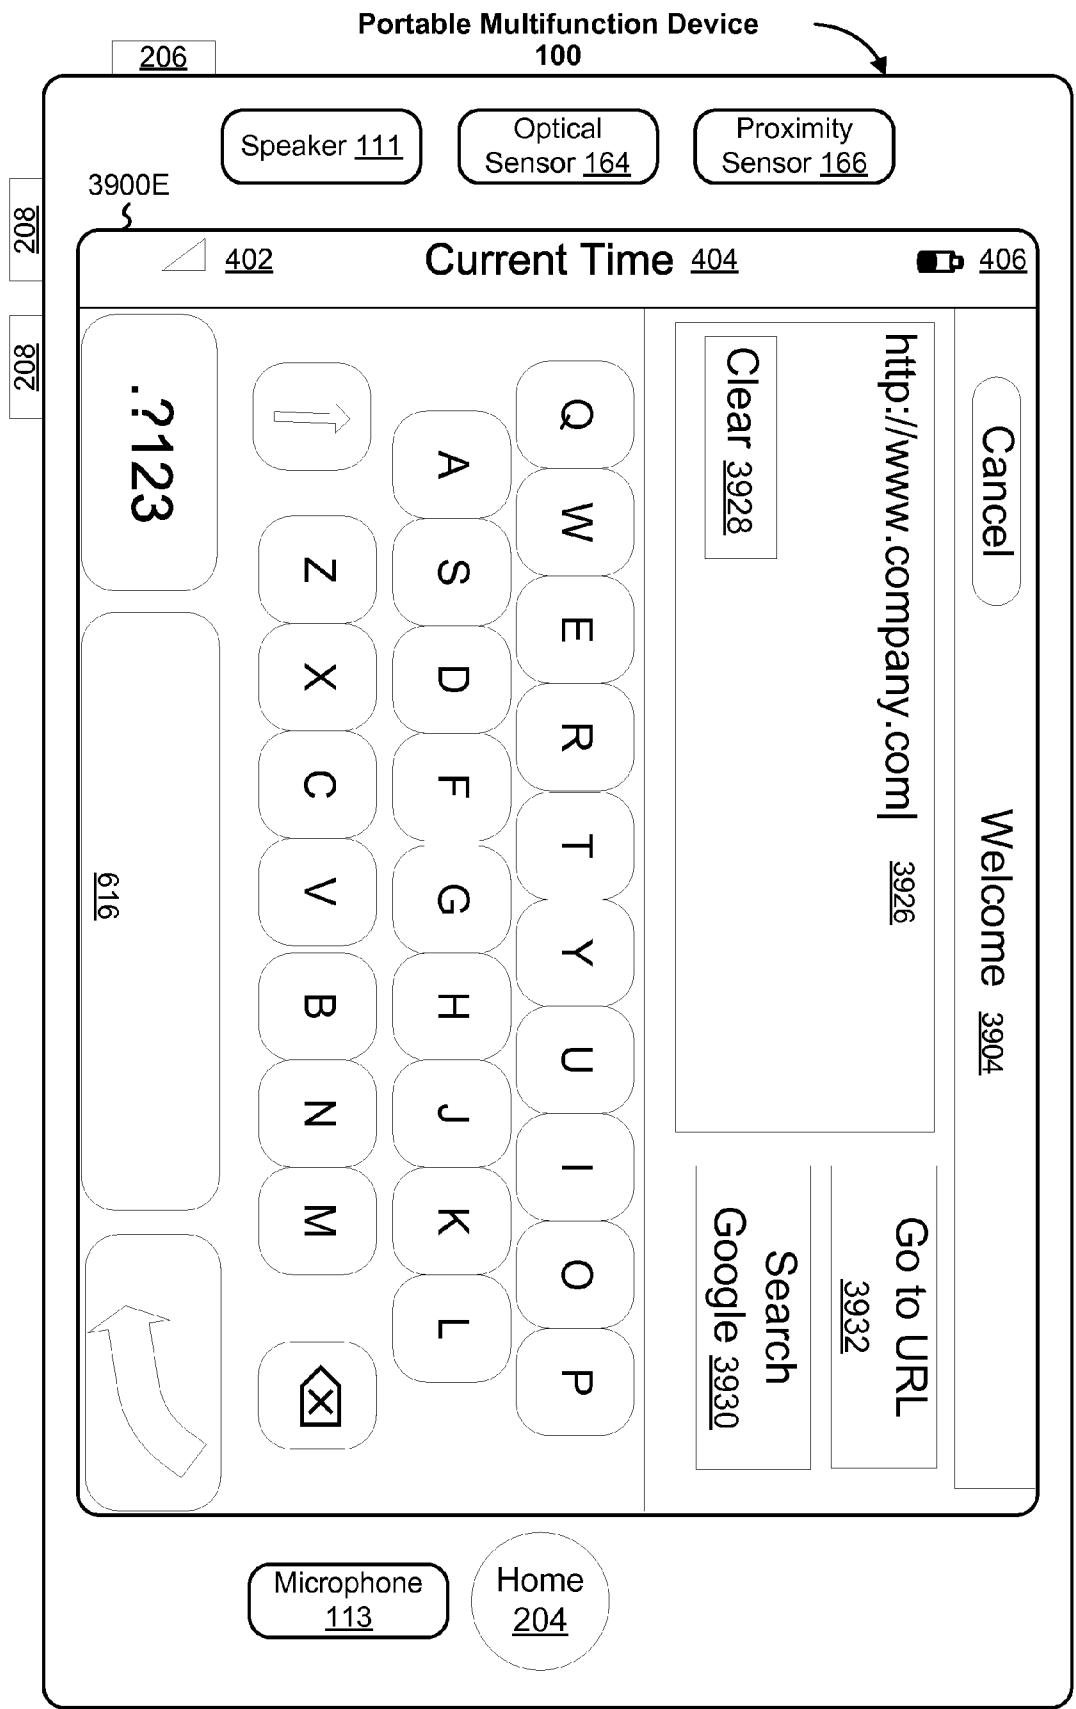 Portable Multifunction Device
100
206
Speaker 111
Optical
Sensor 164
Proximity
Sensor 166
3900E
208
208
402
Current Time 404
406
Cancel
Welcome 3904
http://www.company.com| 3926
Clear 3928
Go to URL
3932
Search
Google 3930
Q W E R T Y U I O P
A S D F G H J K L
Z X C V B N M
.?123
616
Microphone
113
Home
204